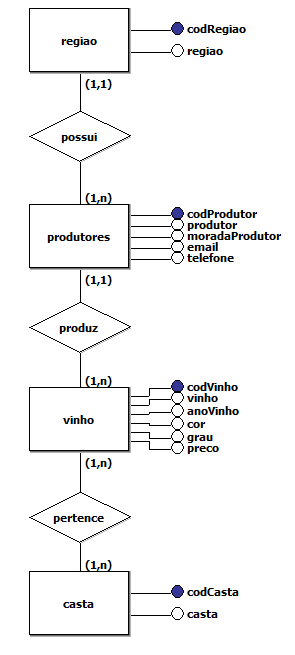 regiao
codRegiao
regiao
(1,1)
possui
(1,n)
produtores
codProdutor
produtor
moradaProdutor
email
telefone
(1,1)
produz
(1,n)
vinho
codVinho
vinho
anoVinho
cor
grau
preco
(1,n)
pertence
(1,n)
casta
codCasta
casta